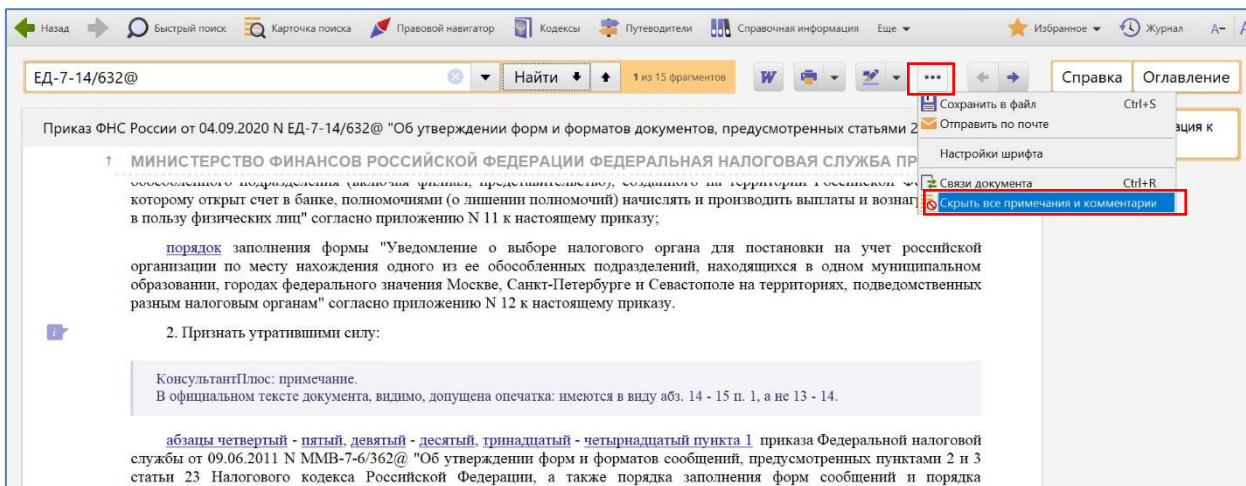 Назад Быстрый поиск Карточка поиска Правовой навигатор Кодексы Путеводители Справочная информация Еще Избранное Журнал А-
ЕД-7-14/632@ Найти 1 из 15 фрагментов W Справка Оглавление
Сохранить в файл Ctrl+S
Отправить по почте
Настройки шрифта
Связи документа Ctrl+R
Скрыть все примечания и комментарии
Приказ ФНС России от 04.09.2020 N ЕД-7-14/632@ "Об утверждении форм и форматов документов, предусмотренных статьями 2
↑ МИНИСТЕРСТВО ФИНАНСОВ РОССИЙСКОЙ ФЕДЕРАЦИИ ФЕДЕРАЛЬНАЯ НАЛОГОВАЯ СЛУЖБА ПР
обособленного подразделения (включая филиал, представительство), созданного на территории Российской
которому открыт счет в банке, полномочиями (о лишении полномочий) начислять и производить выплаты и
в пользу физических лиц" согласно приложению N 11 к настоящему приказу;
порядок заполнения формы "Уведомление о выборе налогового органа для постановки на учет российской
организации по месту нахождения одного из ее обособленных подразделений, находящихся в одном муниципальном
образовании, городах федерального значения Москве, Санкт-Петербурге и Севастополе на территориях, подведомственных
разным налоговым органам" согласно приложению N 12 к настоящему приказу.
2. Признать утратившими силу:
КонсультантПлюс: примечание.
В официальном тексте документа, видимо, допущена опечатка: имеются в виду абз. 14 - 15 п. 1, а не 13 - 14.
абзацы четвертый - пятый, девятый - десятый, тринадцатый - четырнадцатый пункта 1 приказа Федеральной налоговой
службы от 09.06.2011 N ММВ-7-6/362@ "Об утверждении форм и форматов сообщений, предусмотренных пунктами 2 и 3
статьи 23 Налогового кодекса Российской Федерации, а также порядка заполнения форм сообщений и порядка